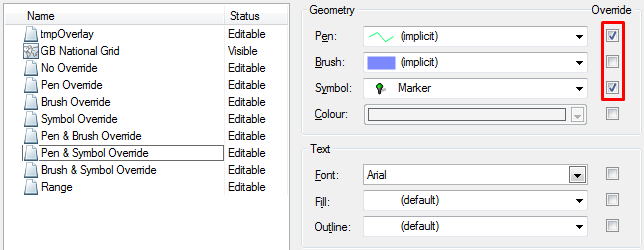 Name Status
tmpOverlay Editable
GB National Grid Visible
No Override Editable
Pen Override Editable
Brush Override Editable
Symbol Override Editable
Pen & Brush Override Editable
Pen & Symbol Override Editable
Brush & Symbol Override Editable
Range Editable
Geometry Override
Pen: (implicit)
Brush: (implicit)
Symbol: Marker
Colour:
Text
Font: Arial
Fill: (default)
Outline: (default)